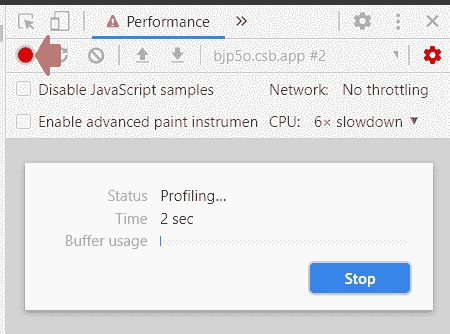 Performance »
bjp5o.csb.app #2
Disable JavaScript samples Network: No throttling
Enable advanced paint instrumen CPU: 6× slowdown
Status Profiling...
Time 2 sec
Buffer usage
Stop